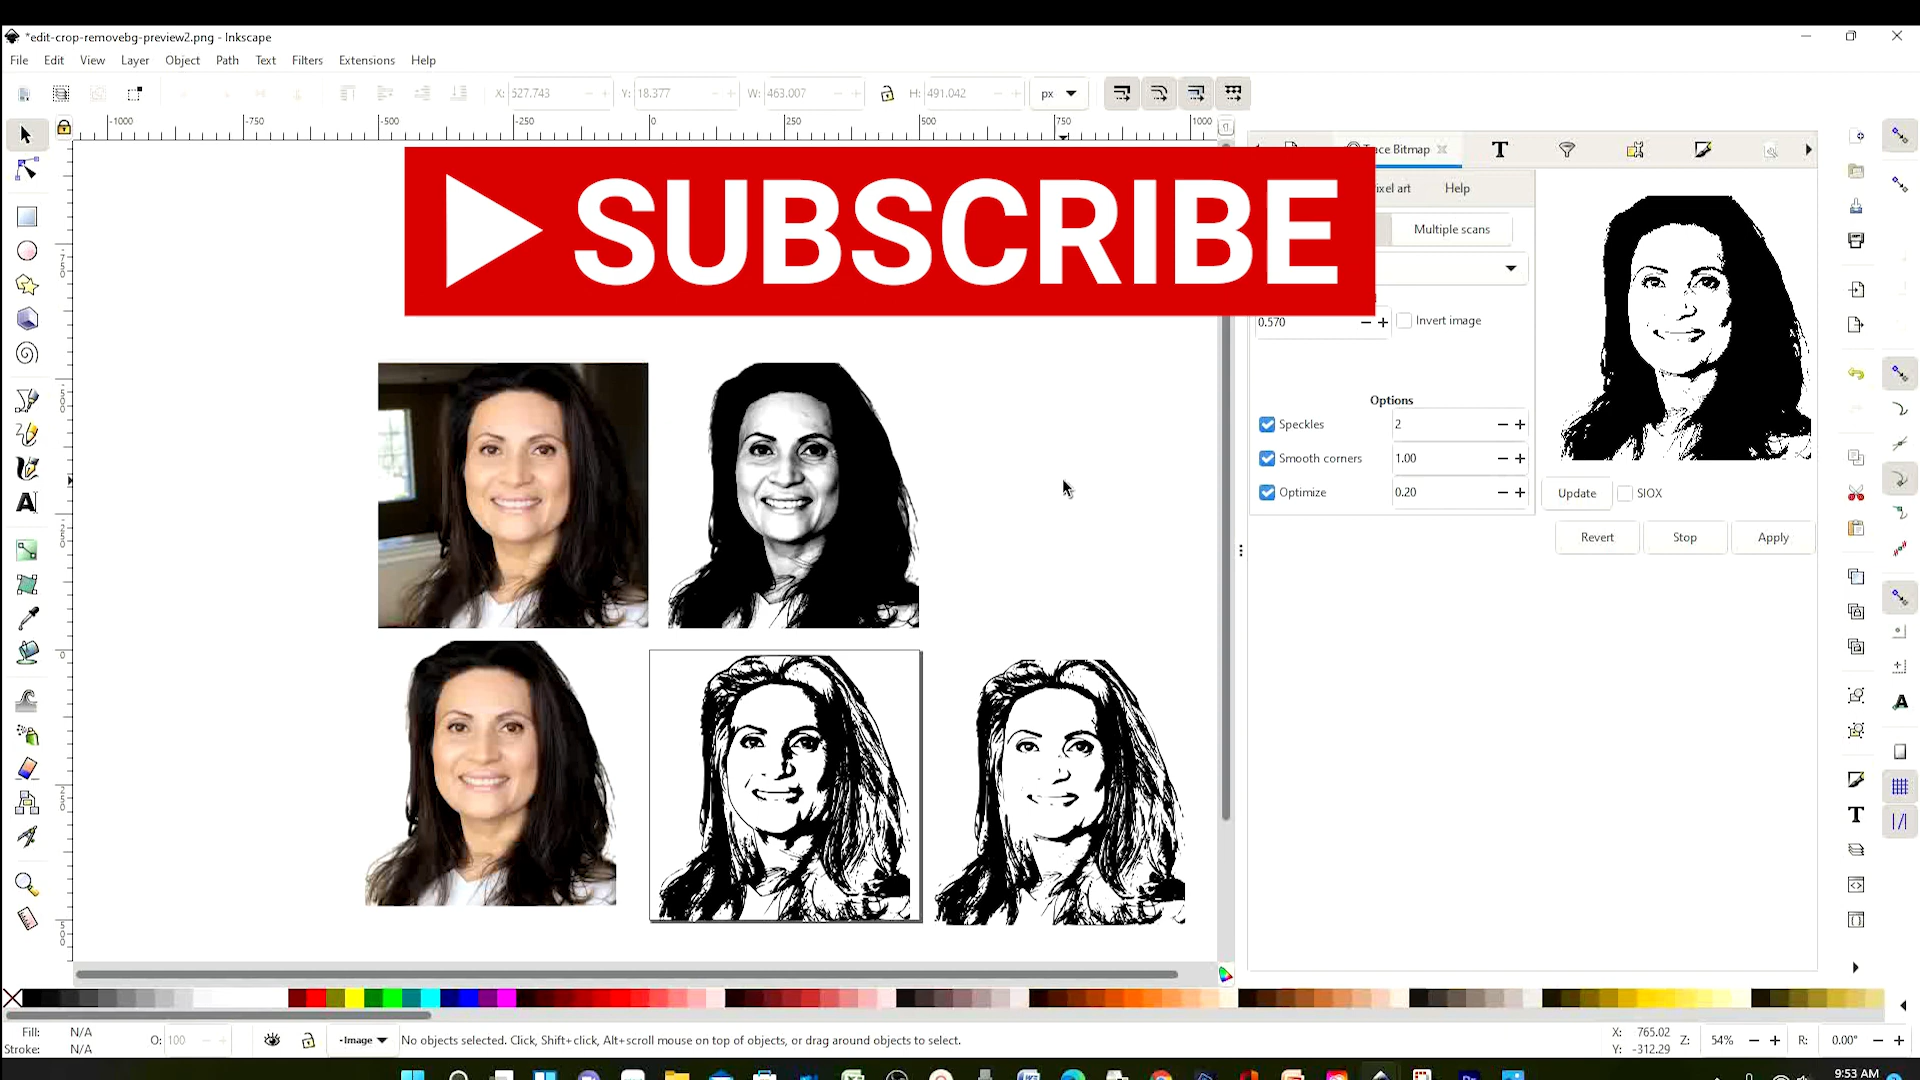 *edit-crop-removebg-preview2.png - Inkscape
File Edit View Layer Object Path Text Filters Extensions Help
X: 527.743 Y: 18.377 W: 463.007 H: 491.042 px
-1000 -750 -500 -250 0 250 500 750 1000
Trace Bitmap
SUBSCRIBE
Pixel art Help
Multiple scans
0.570 Invert image
Options
Speckles 2
Smooth corners 1.00
Optimize 0.20
Update SIOX
Revert Stop Apply
Fill: N/A
Stroke: N/A
O: 100
-Image
No objects selected. Click, Shift+click, Alt+scroll mouse on top of objects, or drag around objects to select.
X: 765.02
Y: -312.29
Z: 54% R: 0.00°
9:53 AM